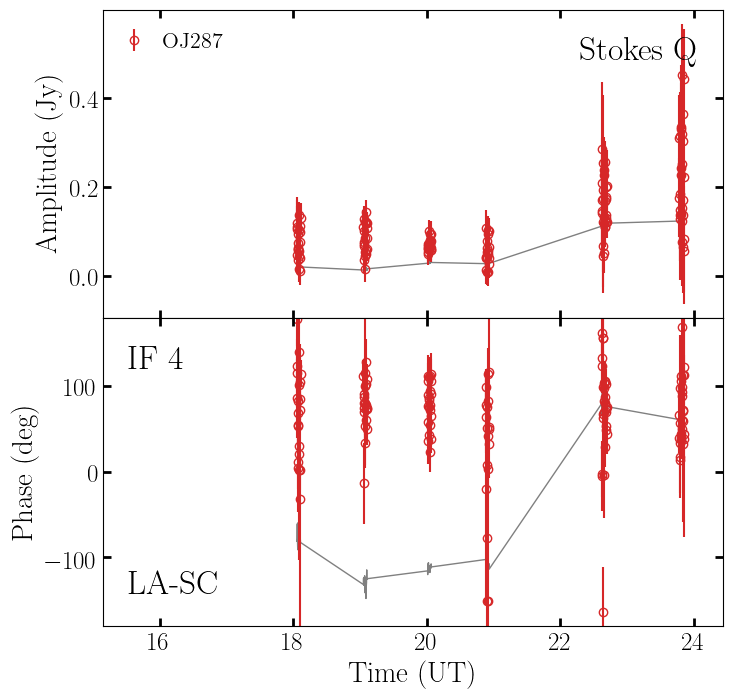 OJ287
Stokes Q
Amplitude (Jy)
0.4
0.2
0.0
IF 4
Phase (deg)
100
0
−100
LA-SC
16 18 20 22 24
Time (UT)